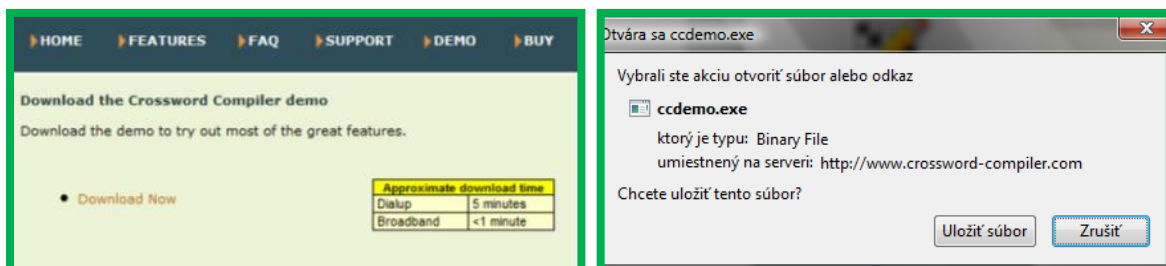 HOME FEATURES FAQ SUPPORT DEMO BUY
Download the Crossword Compiler demo
Download the demo to try out most of the great features.
Download Now
Approximate download time
Dialup 5 minutes
Broadband <1 minute
Otvára sa ccdemo.exe
Vybrali ste akciu otvoriť súbor alebo odkaz
ccdemo.exe
ktorý je typu: Binary File
umiestnený na serveri: http://www.crossword-compiler.com
Chcete uložiť tento súbor?
Uložiť súbor Zrušiť